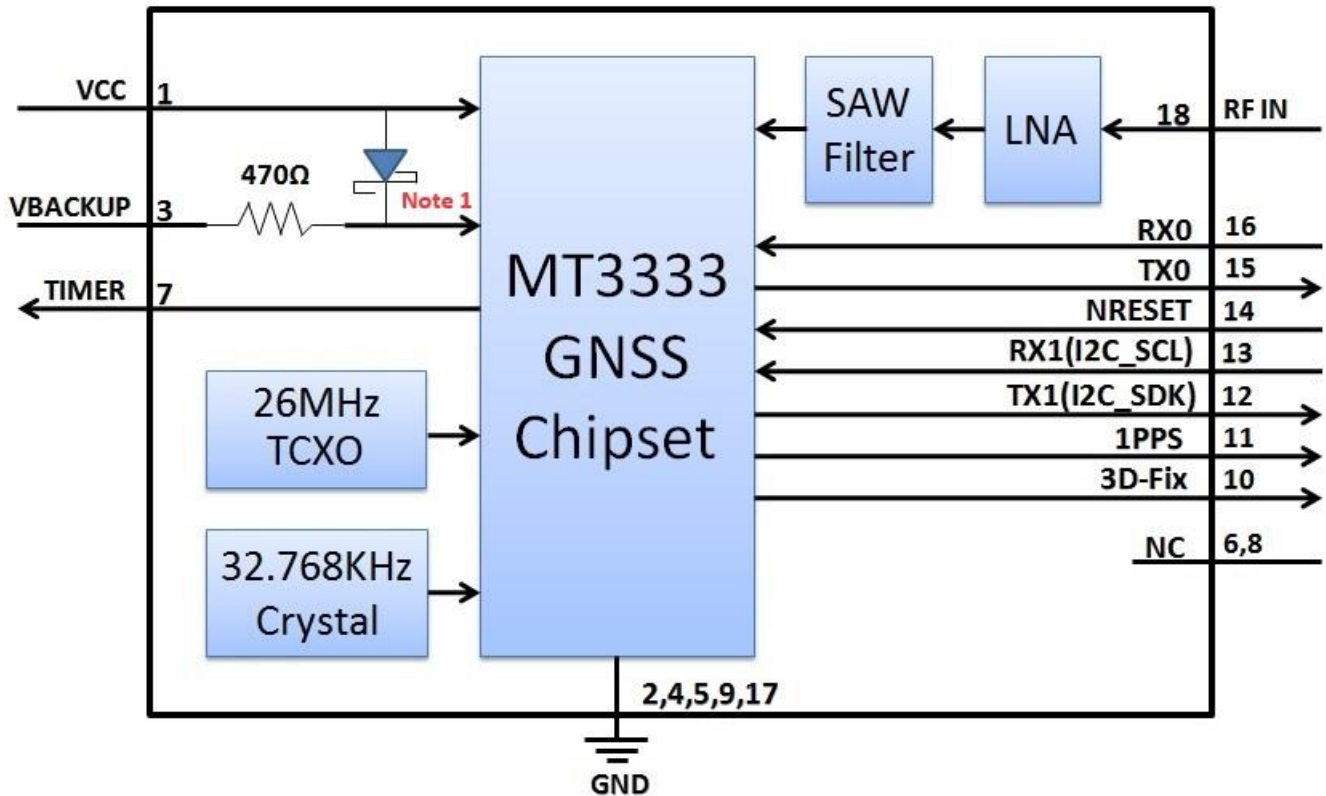 VCC 1
470Ω
VBACKUP 3
Note 1
TIMER 7
26MHz
TCXO
32.768KHz
Crystal
MT3333
GNSS
Chipset
SAW
Filter
LNA
18 RF IN
RX0 16
TX0 15
NRESET 14
RX1(I2C_SCL) 13
TX1(I2C_SDK) 12
1PPS 11
3D-Fix 10
NC 6,8
2,4,5,9,17
GND